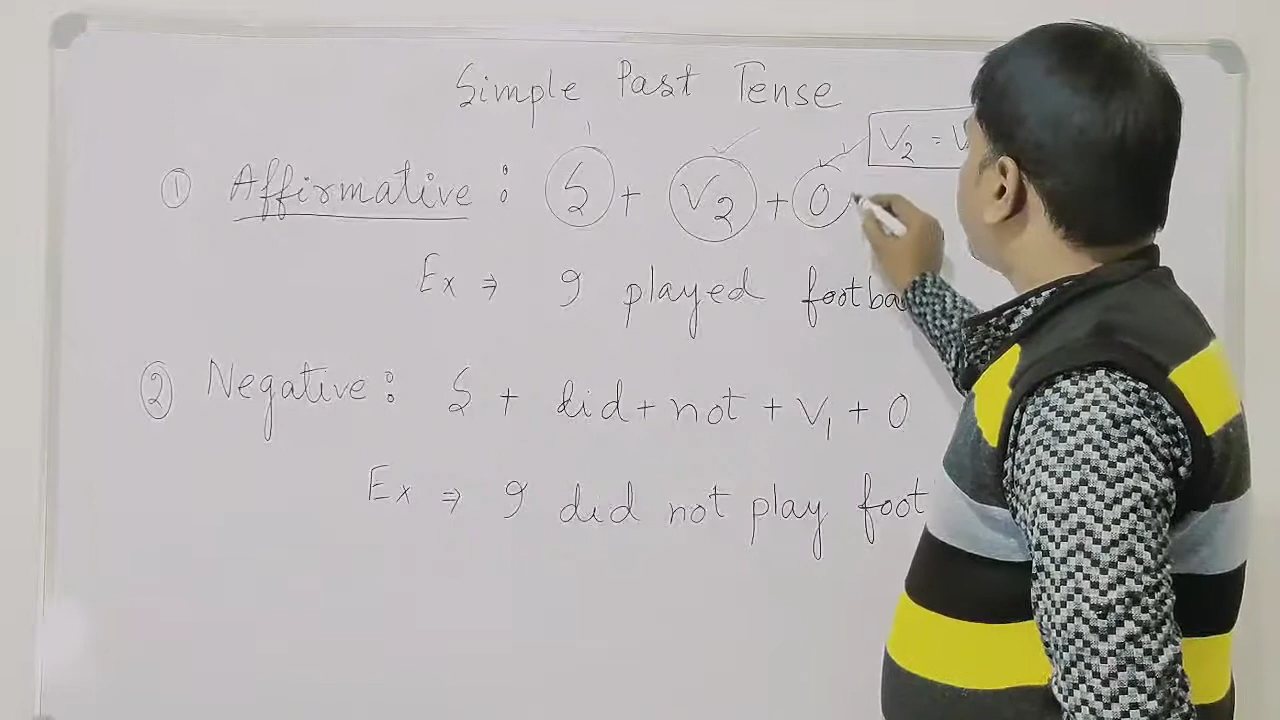 Simple Past Tense
V2 = V
① Affirmative : S + V2 + O
Ex ⇒ I played footba
② Negative : S + did + not + V1 + O
Ex ⇒ I did not play foot